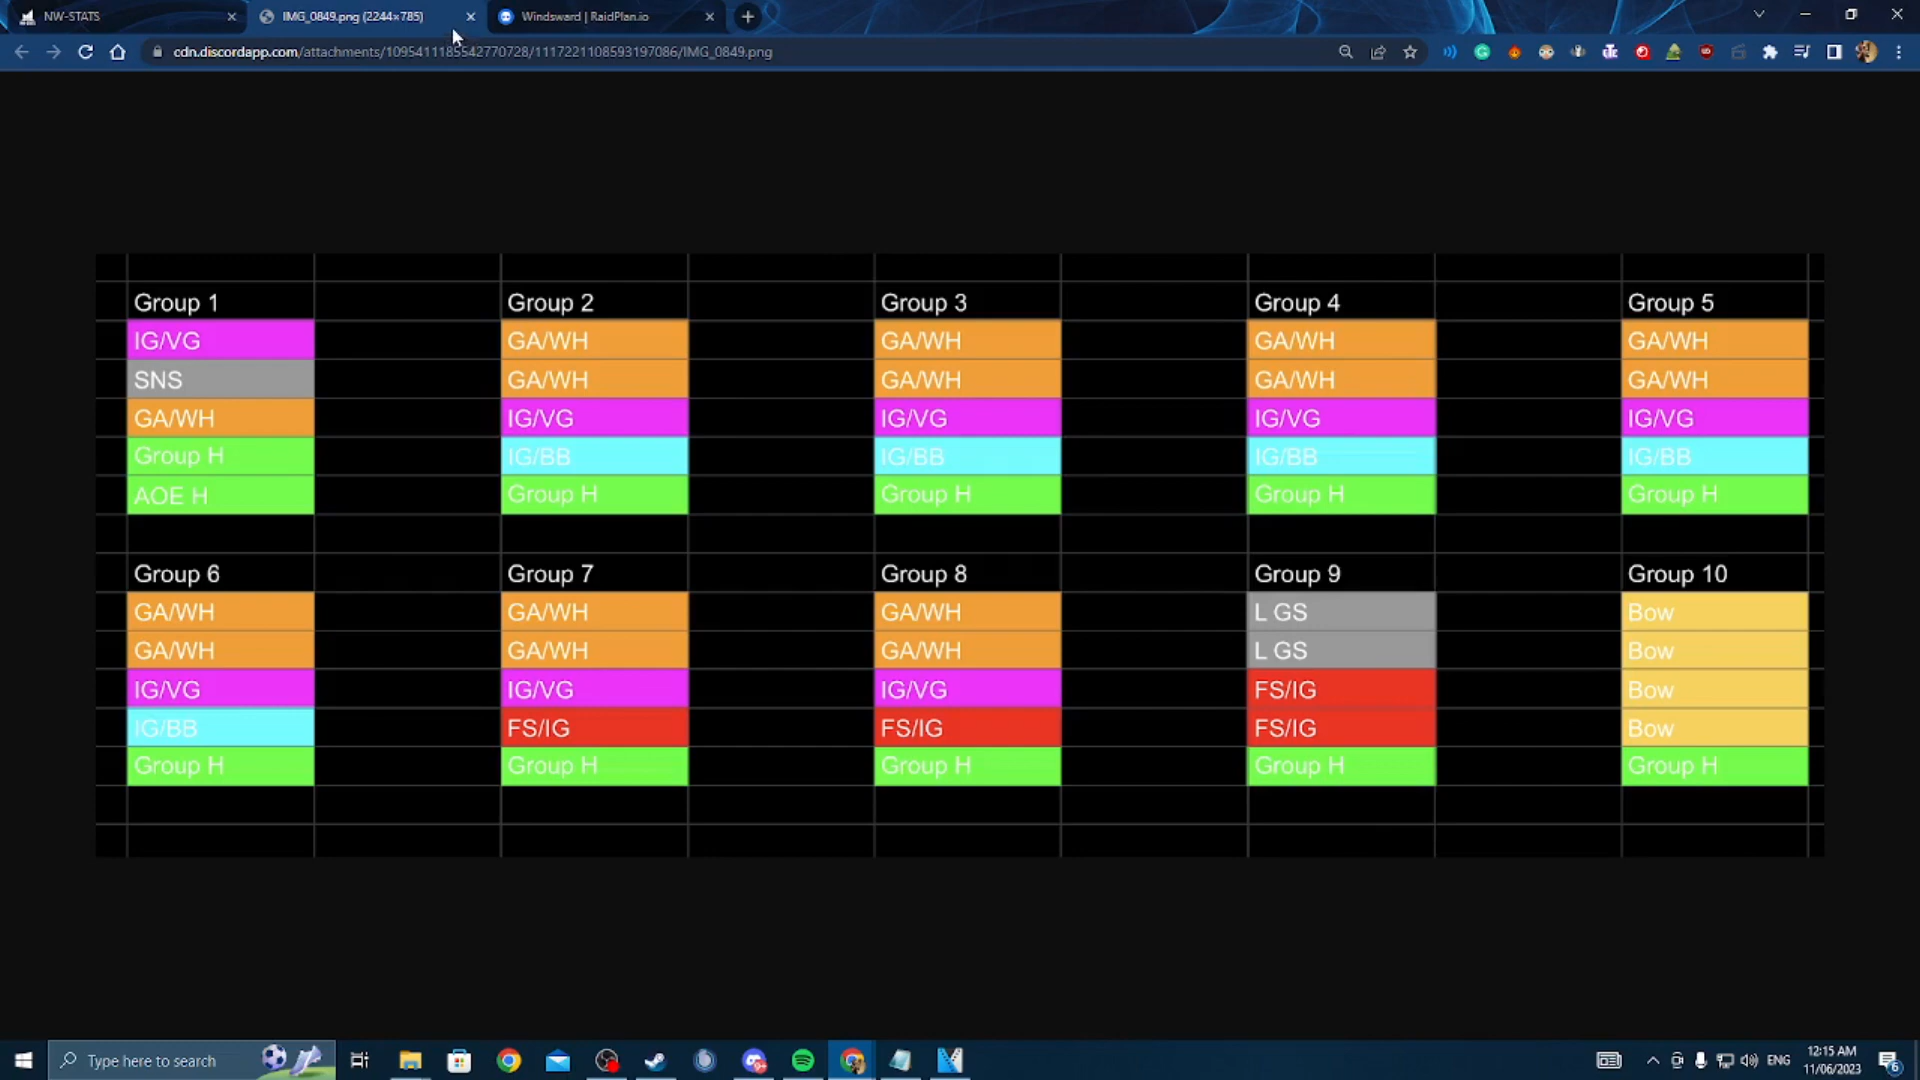 NW-STATS
IMG_0849.png (2244×785)
Windsward | RaidPlan.io
cdn.discordapp.com/attachments/1095411185542770728/1117221108593197086/IMG_0849.png
Group 1
IG/VG
SNS
GA/WH
Group H
AOE H
Group 2
GA/WH
GA/WH
IG/VG
IG/BB
Group H
Group 3
GA/WH
GA/WH
IG/VG
IG/BB
Group H
Group 4
GA/WH
GA/WH
IG/VG
IG/BB
Group H
Group 5
GA/WH
GA/WH
IG/VG
IG/BB
Group H
Group 6
GA/WH
GA/WH
IG/VG
IG/BB
Group H
Group 7
GA/WH
GA/WH
IG/VG
FS/IG
Group H
Group 8
GA/WH
GA/WH
IG/VG
FS/IG
Group H
Group 9
L GS
L GS
FS/IG
FS/IG
Group H
Group 10
Bow
Bow
Bow
Bow
Group H
Type here to search
ENG
12:15 AM
11/06/2023
6